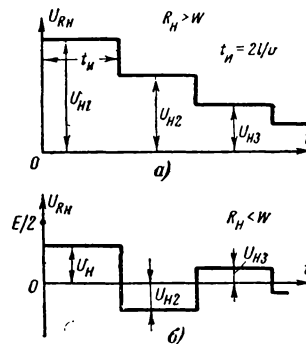 U_RН
R_Н > W
t_и
t_и = 2l/υ
U_Н1
U_Н2
U_Н3
0
t
а)
U_RН
E/2
R_Н < W
U_Н3
U_Н
t
0
U_Н2
б)